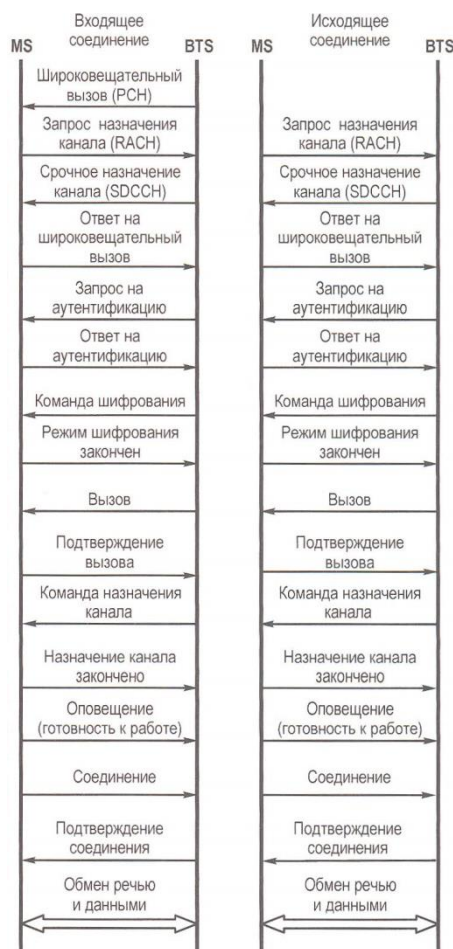 Входящее
соединение
MS
BTS
Широковещательный
вызов (PCH)
Запрос назначения
канала (RACH)
Срочное назначение
канала (SDCCH)
Ответ на
широковещательный
вызов
Запрос на
аутентификацию
Ответ на
аутентификацию
Команда шифрования
Режим шифрования
закончен
Вызов
Подтверждение
вызова
Команда назначения
канала
Назначение канала
закончено
Оповещение
(готовность к работе)
Соединение
Подтверждение
соединения
Обмен речью
и данными
Исходящее
соединение
MS
BTS
Запрос назначения
канала (RACH)
Срочное назначение
канала (SDCCH)
Ответ на
широковещательный
вызов
Запрос на
аутентификацию
Ответ на
аутентификацию
Команда шифрования
Режим шифрования
закончен
Вызов
Подтверждение
вызова
Команда назначения
канала
Назначение канала
закончено
Оповещение
(готовность к работе)
Соединение
Подтверждение
соединения
Обмен речью
и данными